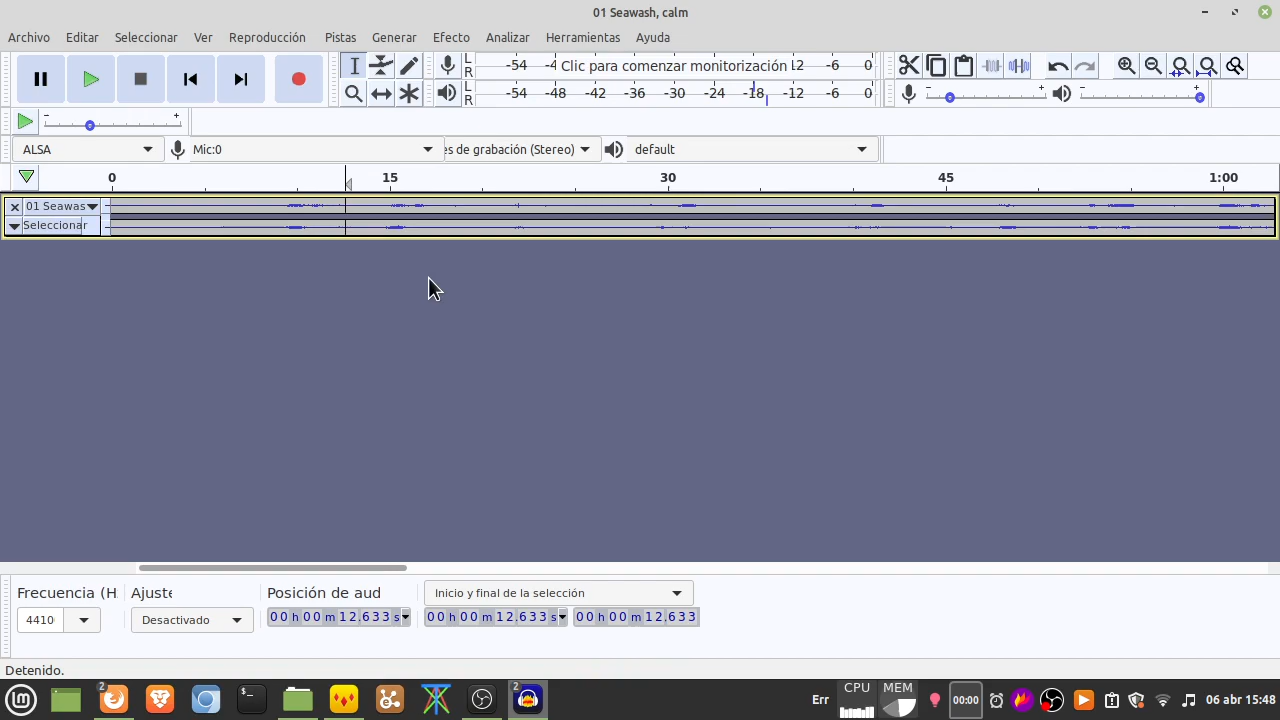 01 Seawash, calm
Archivo Editar Seleccionar Ver Reproducción Pistas Generar Efecto Analizar Herramientas Ayuda
L R -54 -4 Clic para comenzar monitorización 12 -6 0
L R -54 -48 -42 -36 -30 -24 -18 -12 -6 0
- +
- +
- +
ALSA Mic:0 es de grabación (Stereo) default
0 15 30 45 1:00
01 Seawas
Seleccionar
Frecuencia (H Ajuste Posición de aud Inicio y final de la selección
4410 Desactivado 00 h 00 m 12.633 s 00 h 00 m 12.633 s 00 h 00 m 12.633
Detenido.
2 $_ 2 Err CPU MEM 00:00 06 abr 15:48